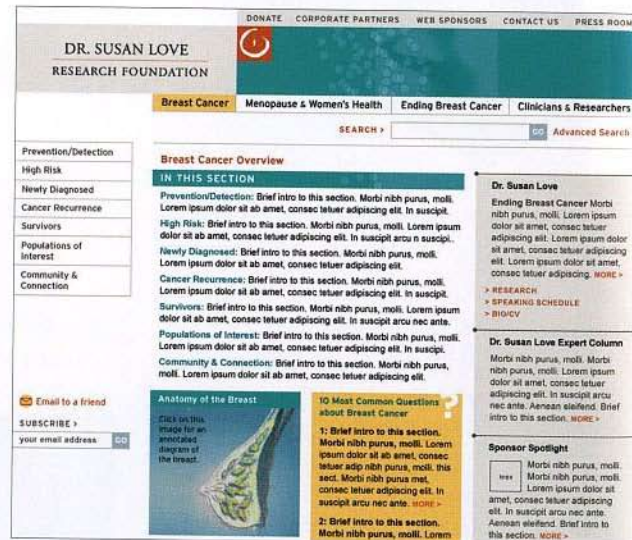 DONATE CORPORATE PARTNERS WEB SPONSORS CONTACT US PRESS ROOM
DR. SUSAN LOVE
RESEARCH FOUNDATION
Breast Cancer Menopause & Women's Health Ending Breast Cancer Clinicians & Researchers
SEARCH > GO Advanced Search
Prevention/Detection
High Risk
Newly Diagnosed
Cancer Recurrence
Survivors
Populations of
Interest
Community &
Connection
Email to a friend
SUBSCRIBE >
your email address GO
Breast Cancer Overview
IN THIS SECTION
Prevention/Detection: Brief intro to this section. Morbi nibh purus, molli.
Lorem ipsum dolor sit ab amet, consec tetuer adipiscing elit. In suscipit.
High Risk: Brief intro to this section. Morbi nibh purus, molli. Lorem ipsum
dolor sit ab amet, consec tetuer adipiscing elit. In suscipit arcu n suscipi..
Newly Diagnosed: Brief intro to this section. Morbi nibh purus, molli.
Lorem ipsum dolor sit ab amet, consec tetuer adipiscing elit.
Cancer Recurrence: Brief intro to this section. Morbi nibh purus, molli.
Lorem ipsum dolor sit ab amet, consec tetuer adipiscing elit. In suscipit.
Survivors: Brief intro to this section. Morbi nibh purus, molli. Lorem ipsum
dolor sit ab amet, consec tetuer adipiscing elit. In suscipit arcu nec ante.
Populations of Interest: Brief intro to this section. Morbi nibh purus, molli.
Lorem ipsum dolor sit ab amet, consec tetuer adipiscing elit. In suscipi.
Community & Connection: Brief intro to this section. Morbi nibh purus,
molli. Lorem ipsum dolor sit ab amet, consec tetuer adipiscing elit.
Anatomy of the Breast
Click on this
image for an
annotated
diagram of
the breast.
10 Most Common Questions
about Breast Cancer
?
1: Brief intro to this section.
Morbi nibh purus, molli. Lorem
ipsum dolor sit amet, consec
tetuer adip nibh purus, molli. this
sect. Morbi nibh purus met,
consec tetuer adipiscing elit. In
suscipit arcu nec ante. MORE >
2: Brief intro to this section.
Morbi nibh purus, molli. Lorem
Dr. Susan Love
Ending Breast Cancer Morbi
nibh purus, molli. Lorem ipsum
dolor sit amet, consec tetuer
adipiscing elit. Lorem ipsum dolor
sit amet, consec tetuer
adipiscing elit. Lorem ipsum
dolor sit amet,
consec tetuer adipiscing. MORE >
> RESEARCH
> SPEAKING SCHEDULE
> BIO/CV
Dr. Susan Love Expert Column
Morbi nibh purus, molli. Morbi
nibh purus, molli. Lorem ipsum
dolor sit amet, consec tetuer
adipiscing elit. In suscipit arcu
nec ante. Aenean eleifend. Brief
intro to this section. MORE >
Sponsor Spotlight
Morbi nibh purus, molli.
Morbi nibh purus, molli.
Lorem ipsum dolor sit
amet, consec tetuer adipiscing
elit. In suscipit arcu nec ante.
Aenean eleifend. Brief intro to
this section. MORE >